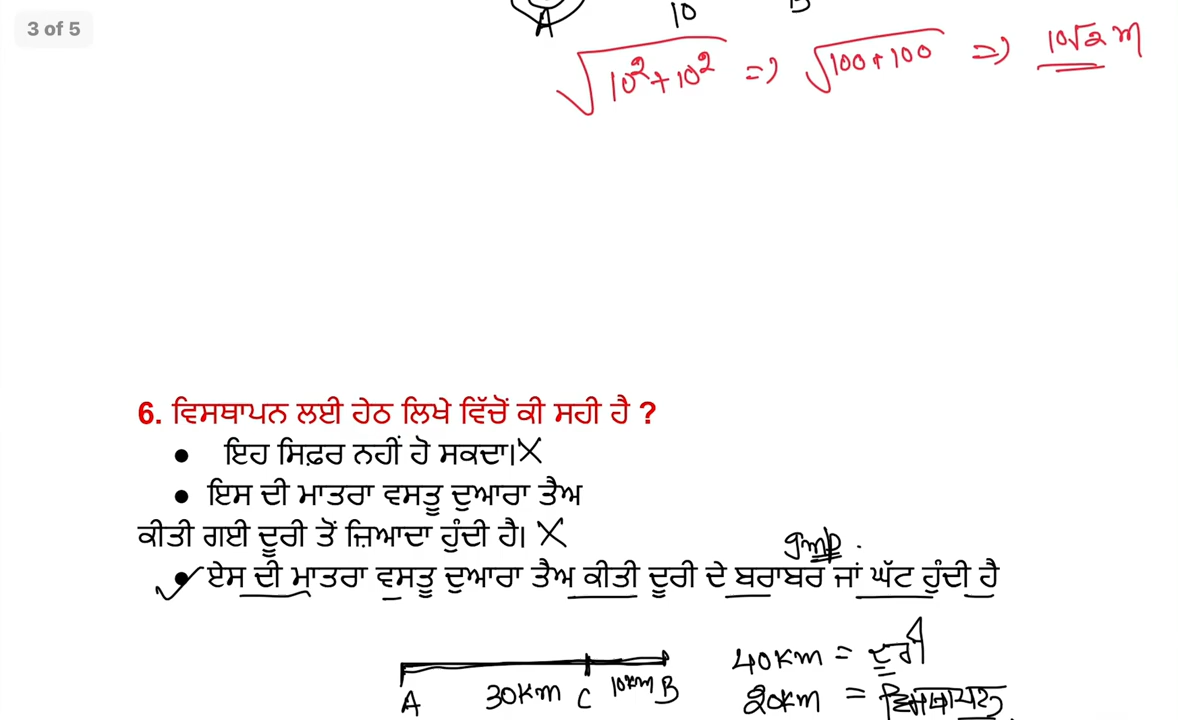 3 of 5
A 10 B
√10²+10² => √100+100 => 10√2 m
6. ਵਿਸਥਾਪਨ ਲਈ ਹੇਠ ਲਿਖੇ ਵਿੱਚੋਂ ਕੀ ਸਹੀ ਹੈ ?
● ਇਹ ਸਿਫ਼ਰ ਨਹੀਂ ਹੋ ਸਕਦਾ।X
● ਇਸ ਦੀ ਮਾਤਰਾ ਵਸਤੂ ਦੁਆਰਾ ਤੈਅ
ਕੀਤੀ ਗਈ ਦੂਰੀ ਤੋਂ ਜ਼ਿਆਦਾ ਹੁੰਦੀ ਹੈ। X
Imp.
● ਏਸ ਦੀ ਮਾਤਰਾ ਵਸਤੂ ਦੁਆਰਾ ਤੈਅ ਕੀਤੀ ਦੂਰੀ ਦੇ ਬਰਾਬਰ ਜਾਂ ਘੱਟ ਹੁੰਦੀ ਹੈ
40km = ਦੂਰੀ
A 30km C 10km B
20km =